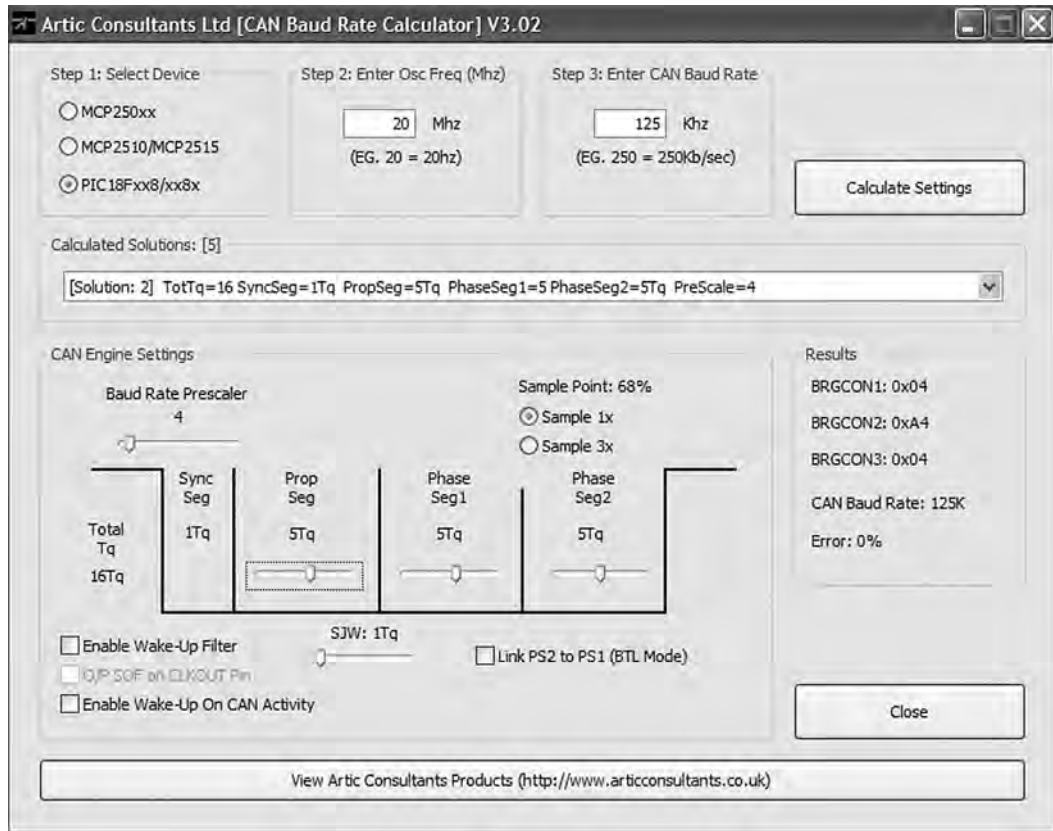 Artic Consultants Ltd [CAN Baud Rate Calculator] V3.02
Step 1: Select Device
MCP250xx
MCP2510/MCP2515
PIC18Fxx8/xx8x
Step 2: Enter Osc Freq (Mhz)
20 Mhz
(EG. 20 = 20hz)
Step 3: Enter CAN Baud Rate
125 Khz
(EG. 250 = 250Kb/sec)
Calculate Settings
Calculated Solutions: [5]
[Solution: 2] TotTq=16 SyncSeg=1Tq PropSeg=5Tq PhaseSeg1=5 PhaseSeg2=5Tq PreScale=4
CAN Engine Settings
Baud Rate Prescaler
4
Sample Point: 68%
Sample 1x
Sample 3x
Total
Tq
16Tq
Sync
Seg
1Tq
Prop
Seg
5Tq
Phase
Seg1
5Tq
Phase
Seg2
5Tq
Enable Wake-Up Filter
O/P SOF on CLKOUT Pin
Enable Wake-Up On CAN Activity
SJW: 1Tq
Link PS2 to PS1 (BTL Mode)
Results
BRGCON1: 0x04
BRGCON2: 0xA4
BRGCON3: 0x04
CAN Baud Rate: 125K
Error: 0%
Close
View Artic Consultants Products (http://www.articconsultants.co.uk)